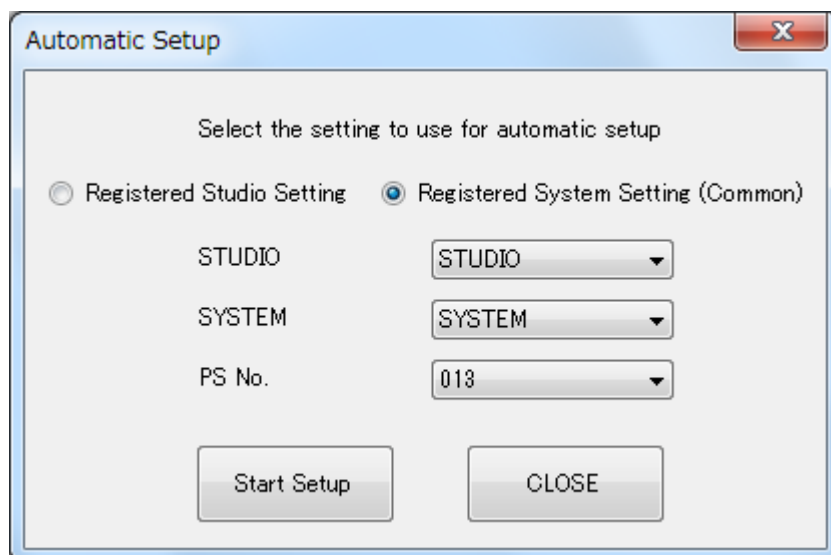 Automatic Setup
Select the setting to use for automatic setup
Registered Studio Setting Registered System Setting (Common)
STUDIO STUDIO
SYSTEM SYSTEM
PS No. 013
Start Setup CLOSE